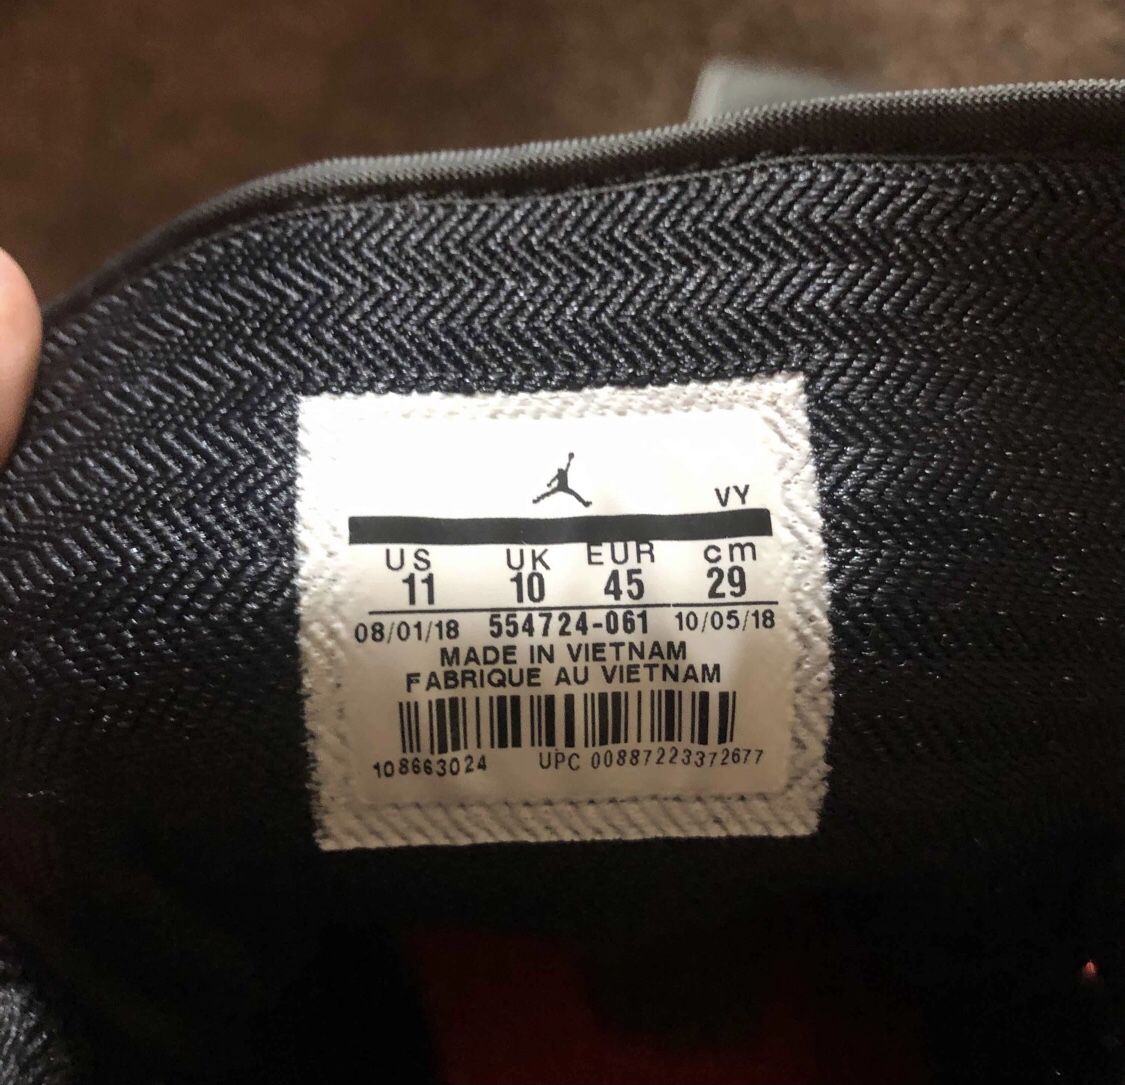 VY
US UK EUR cm
11 10 45 29
08/01/18 554724-061 10/05/18
MADE IN VIETNAM
FABRIQUE AU VIETNAM
108663024 UPC 00887223372677